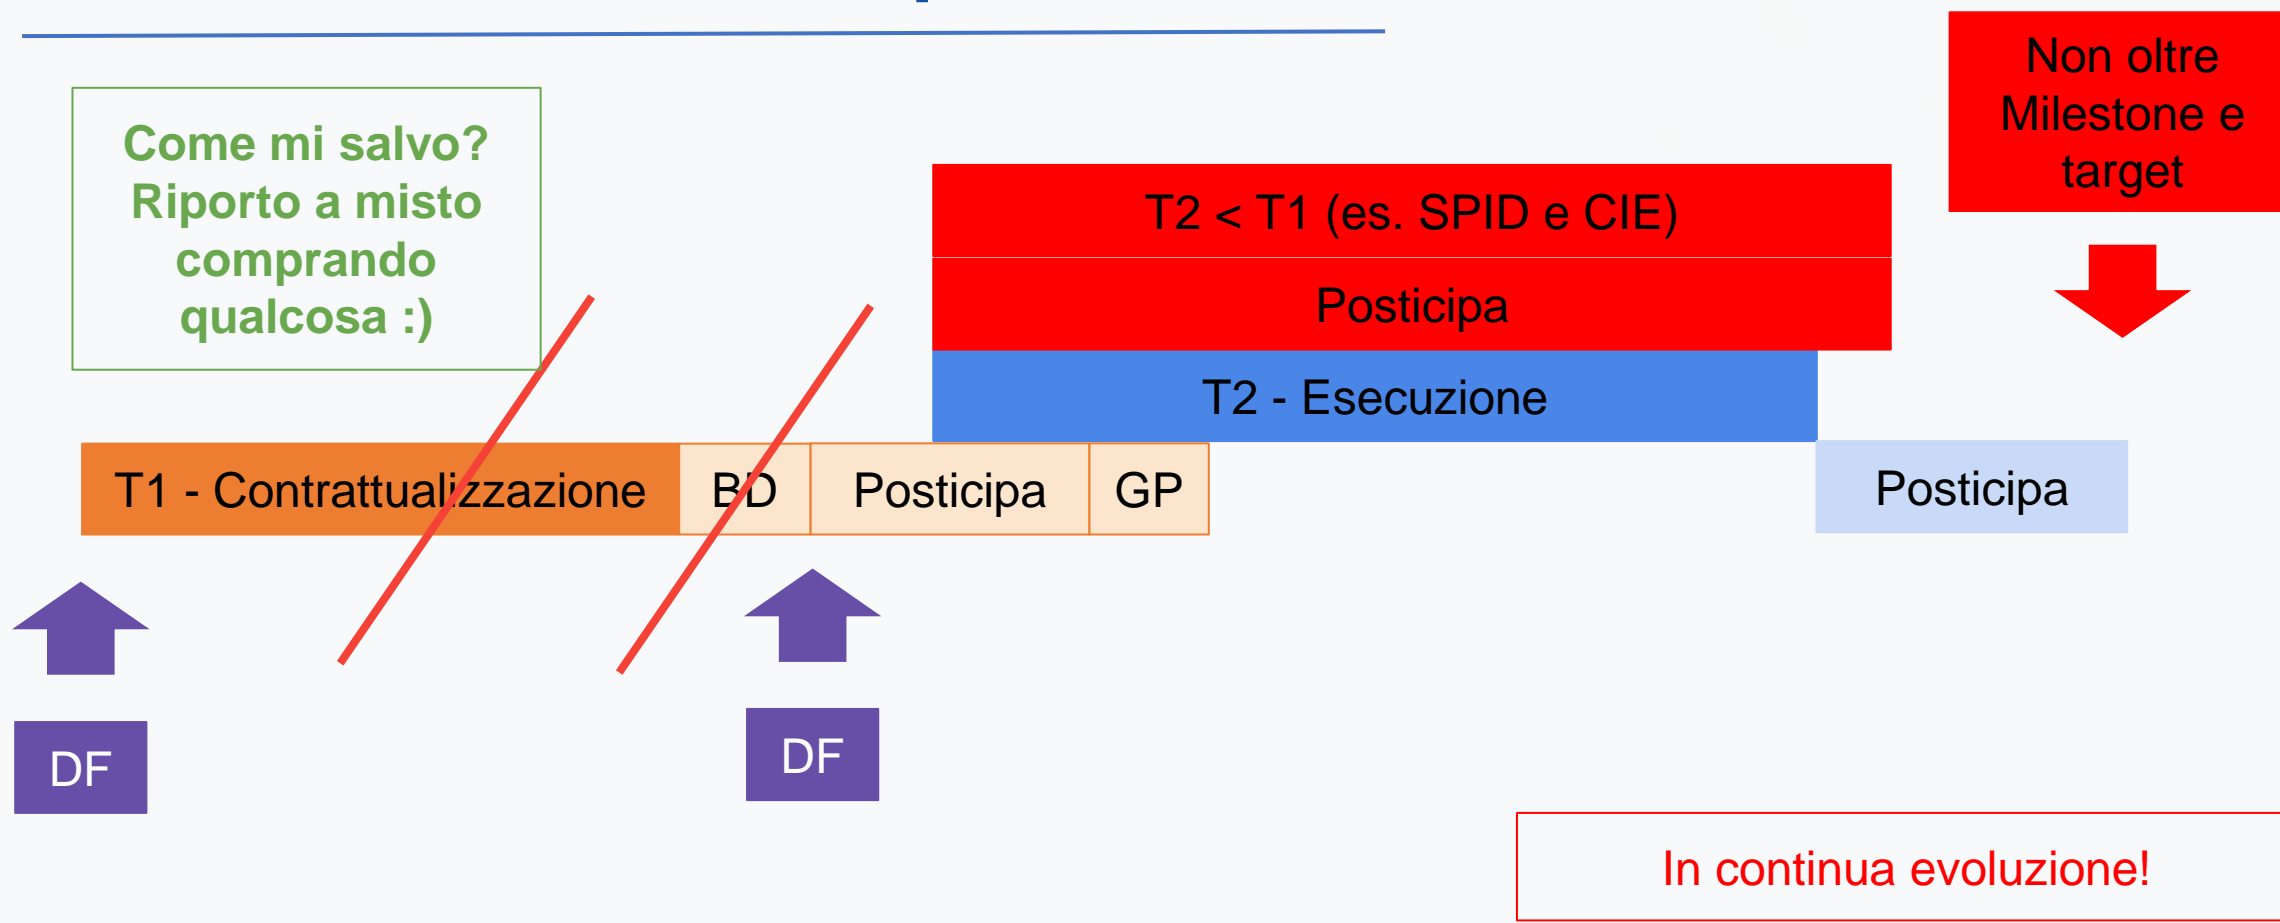 Non oltre
Milestone e
target
Come mi salvo?
Riporto a misto
comprando
qualcosa :)
T2 < T1 (es. SPID e CIE)
Posticipa
T2 - Esecuzione
T1 - Contrattualizzazione
BD
Posticipa
GP
Posticipa
DF
DF
In continua evoluzione!